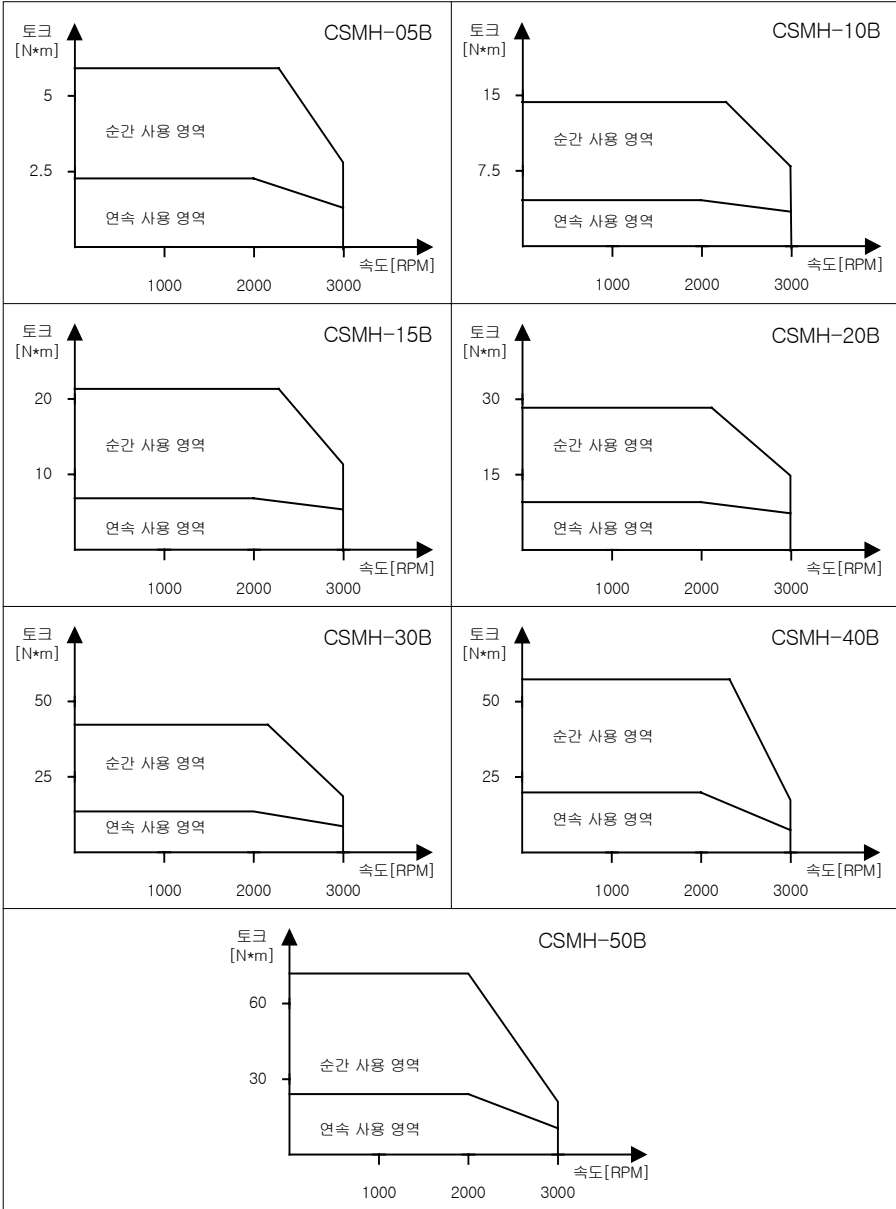 토크
[N*m]
CSMH-05B
5
순간 사용 영역
2.5
연속 사용 영역
속도[RPM]
1000 2000 3000
토크
[N*m]
CSMH-10B
15
순간 사용 영역
7.5
연속 사용 영역
속도[RPM]
1000 2000 3000
토크
[N*m]
CSMH-15B
20
순간 사용 영역
10
연속 사용 영역
속도[RPM]
1000 2000 3000
토크
[N*m]
CSMH-20B
30
순간 사용 영역
15
연속 사용 영역
속도[RPM]
1000 2000 3000
토크
[N*m]
CSMH-30B
50
순간 사용 영역
25
연속 사용 영역
속도[RPM]
1000 2000 3000
토크
[N*m]
CSMH-40B
50
순간 사용 영역
25
연속 사용 영역
속도[RPM]
1000 2000 3000
토크
[N*m]
CSMH-50B
60
순간 사용 영역
30
연속 사용 영역
속도[RPM]
1000 2000 3000